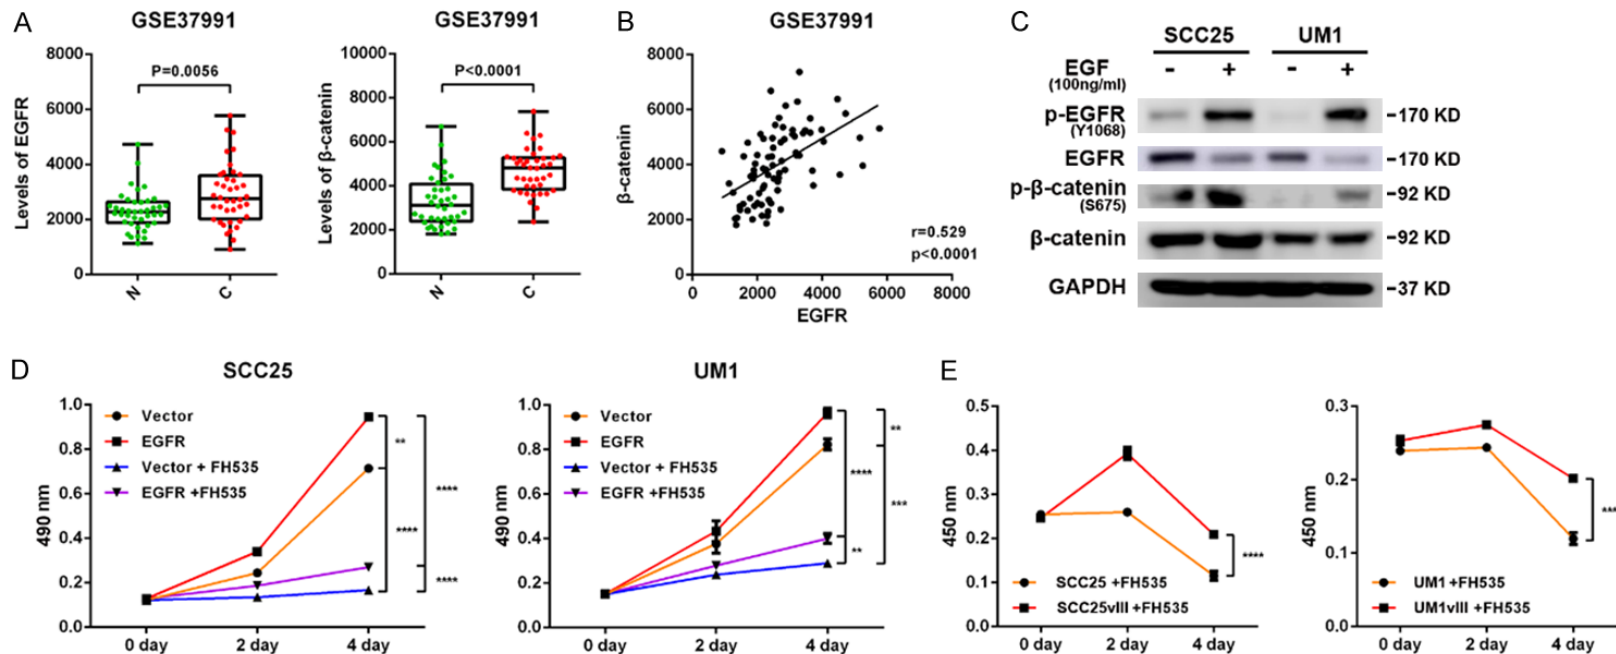 A
GSE37991
Levels of EGFR
8000
6000
4000
2000
0
P=0.0056
N
C
Levels of β-catenin
10000
8000
6000
4000
2000
0
P<0.0001
N
C
B
GSE37991
β-catenin
8000
6000
4000
2000
0
r=0.529
p<0.0001
0 2000 4000 6000 8000
EGFR
C
SCC25 UM1
EGF - + - +
(100ng/ml)
p-EGFR -170 KD
(Y1068)
EGFR -170 KD
p-β-catenin -92 KD
(S675)
β-catenin -92 KD
GAPDH -37 KD
D
SCC25
490 nm
1.0
0.8
0.6
0.4
0.2
0.0
Vector
EGFR
Vector + FH535
EGFR +FH535
**
****
****
****
0 day 2 day 4 day
UM1
490 nm
1.0
0.8
0.6
0.4
0.2
0.0
Vector
EGFR
Vector + FH535
EGFR +FH535
**
****
***
**
0 day 2 day 4 day
E
450 nm
0.5
0.4
0.3
0.2
0.1
0.0
****
SCC25 +FH535
SCC25vIII +FH535
0 day 2 day 4 day
450 nm
0.3
0.2
0.1
0.0
UM1 +FH535
UM1vIII +FH535
0 day 2 day 4 day